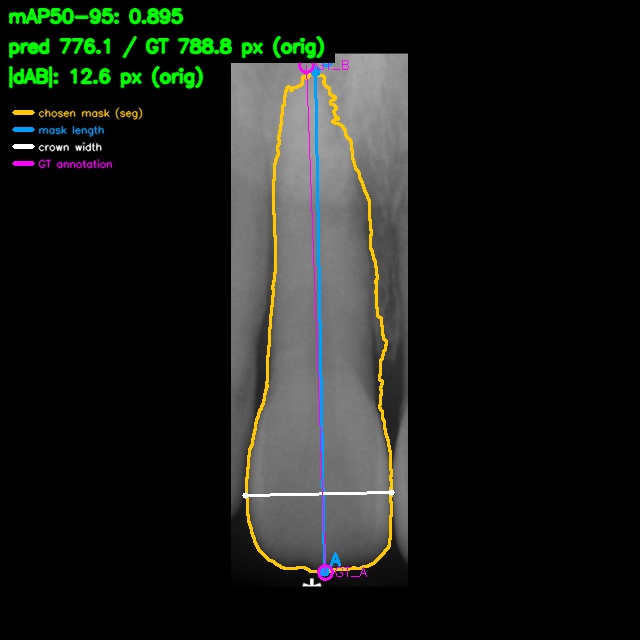 mAP50-95: 0.895
pred 776.1 / GT 788.8 px (orig)
|dAB|: 12.6 px (orig)
chosen mask (seg)
mask length
crown width
GT annotation
GT_B
A
GT_A